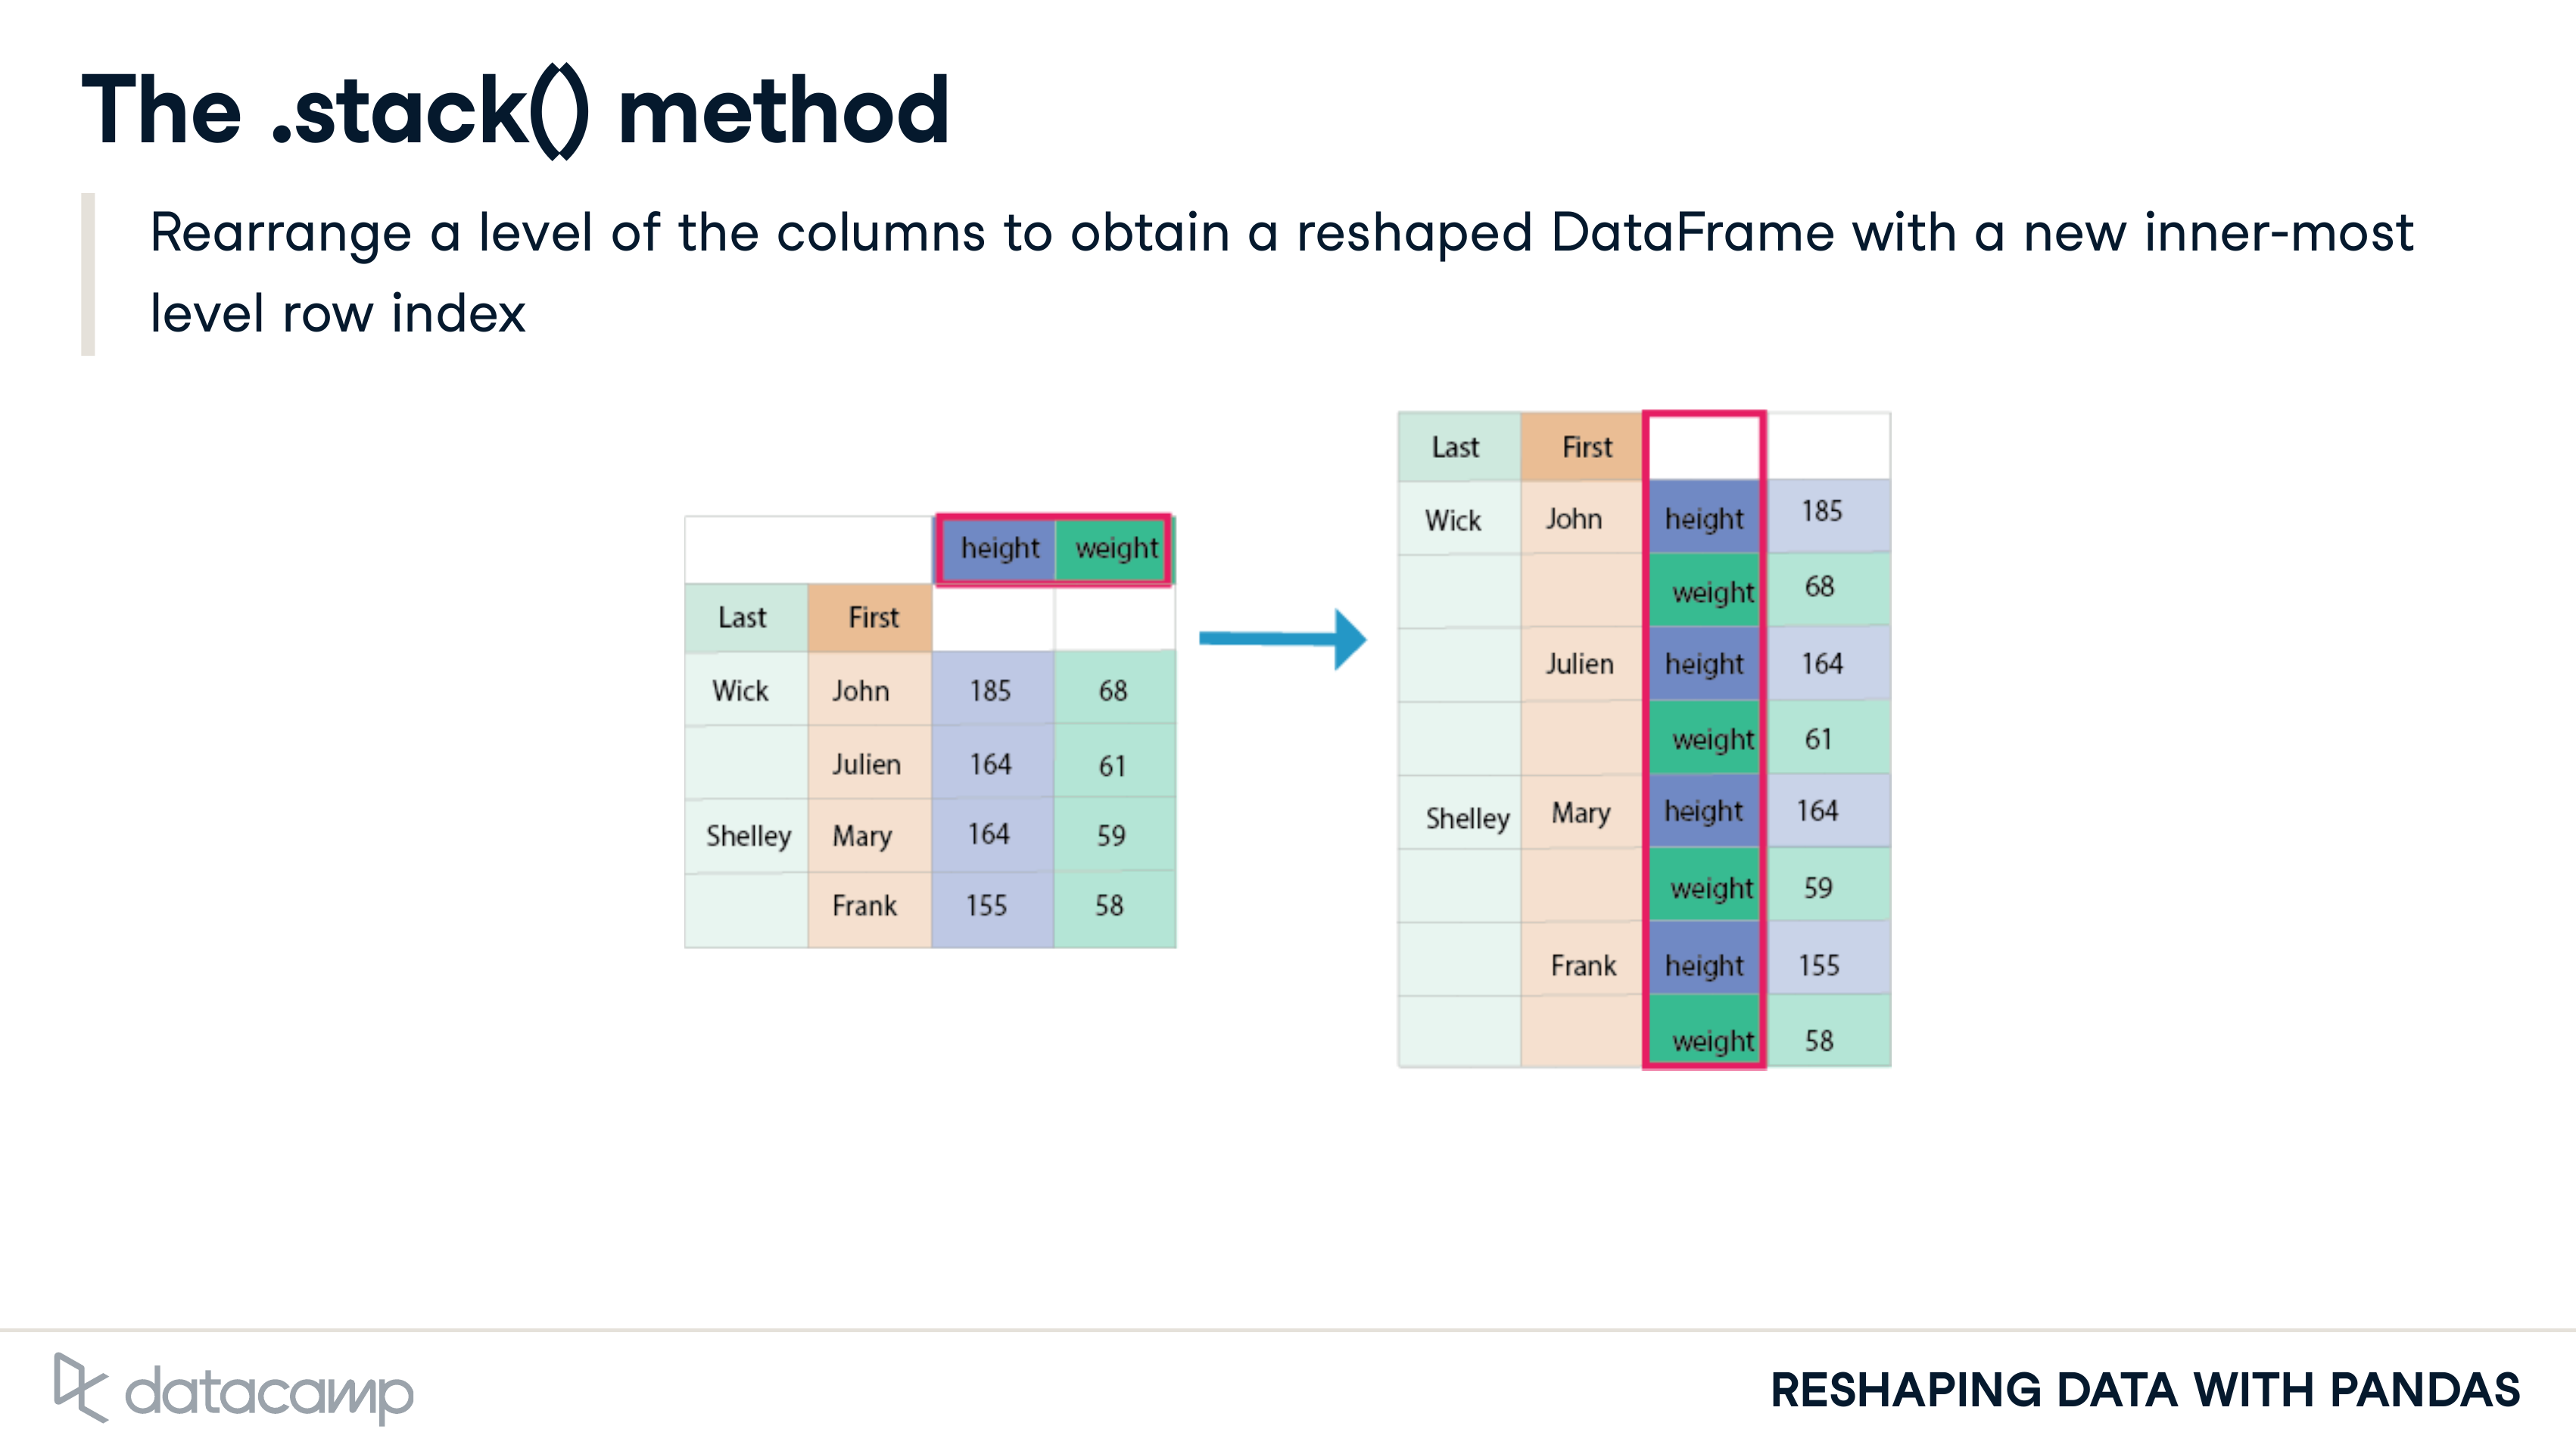 The .stack() method
Rearrange a level of the columns to obtain a reshaped DataFrame with a new inner-most
level row index
height weight
Last First
Wick John 185 68
Julien 164 61
Shelley Mary 164 59
Frank 155 58
Last First
Wick John height 185
weight 68
Julien height 164
weight 61
Shelley Mary height 164
weight 59
Frank height 155
weight 58
datacamp
RESHAPING DATA WITH PANDAS